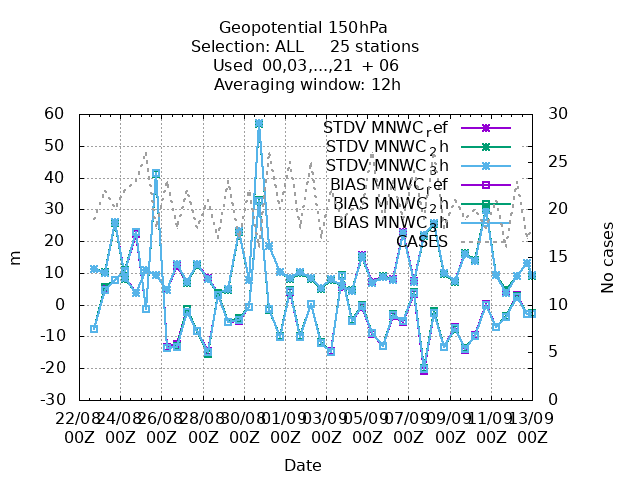 Geopotential 150hPa
Selection: ALL 25 stations
Used 00,03,...,21 + 06
Averaging window: 12h
60
50
40
30
20
10
0
-10
-20
-30
m
30
25
20
15
10
5
0
No cases
STDV MNWC_ref
STDV MNWC_2h
STDV MNWC_3h
BIAS MNWC_ref
BIAS MNWC_2h
BIAS MNWC_3h
CASES
22/08 24/08 26/08 28/08 30/08 01/09 03/09 05/09 07/09 09/09 11/09 13/09
00Z 00Z 00Z 00Z 00Z 00Z 00Z 00Z 00Z 00Z 00Z 00Z
Date